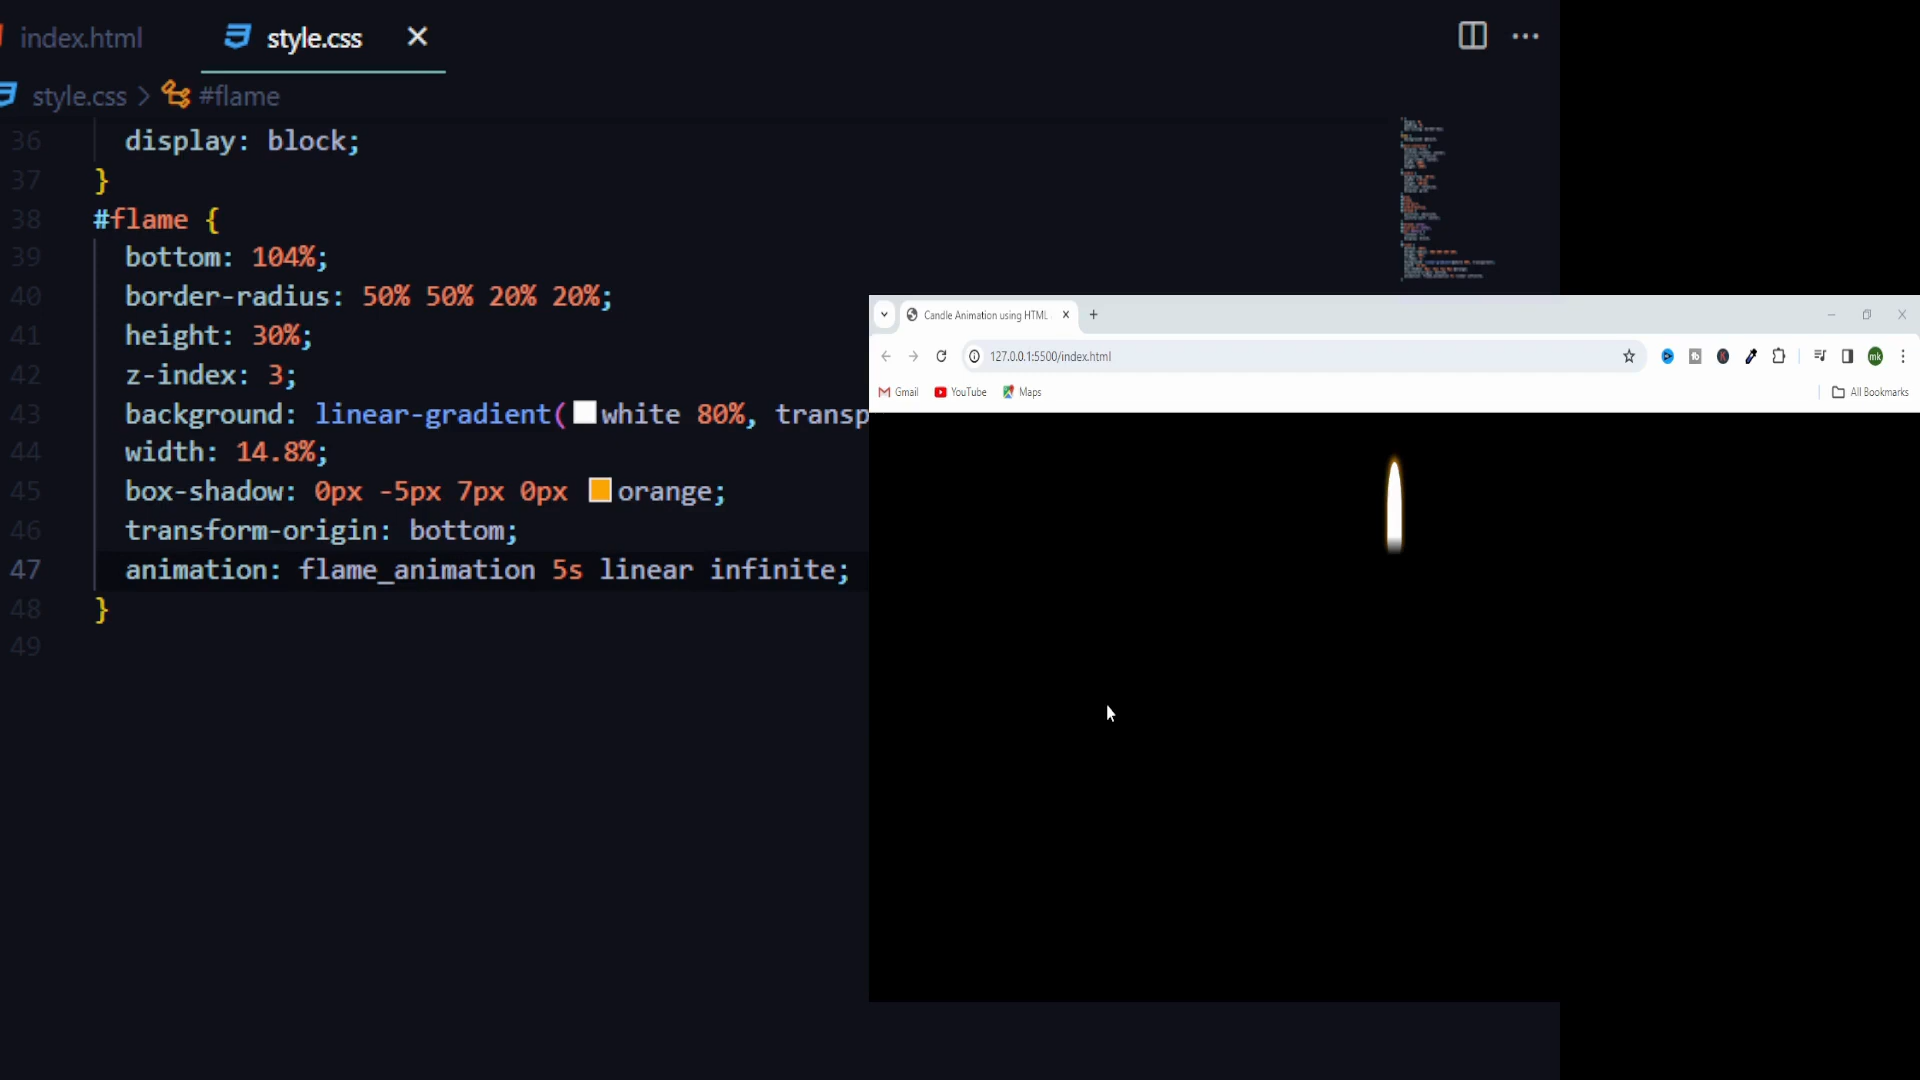 index.html
style.css
style.css > #flame
36 display: block;
37 }
38 #flame {
39 bottom: 104%;
40 border-radius: 50% 50% 20% 20%;
41 height: 30%;
42 z-index: 3;
43 background: linear-gradient(white 80%, transp
44 width: 14.8%;
45 box-shadow: 0px -5px 7px 0px orange;
46 transform-origin: bottom;
47 animation: flame_animation 5s linear infinite;
48 }
49
Candle Animation using HTML
127.0.0.1:5500/index.html
mk
Gmail
YouTube
Maps
All Bookmarks